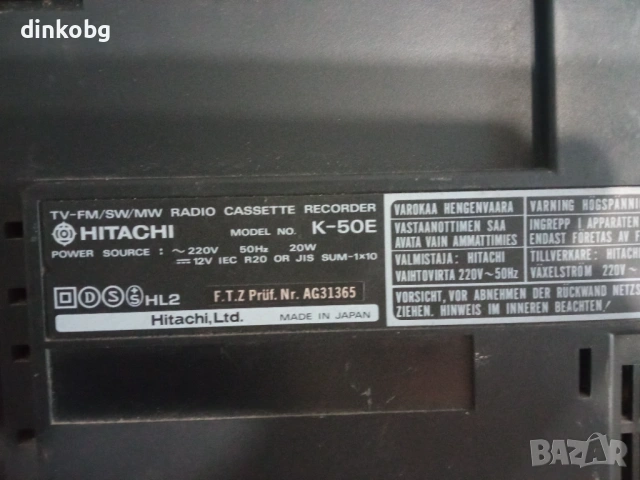 dinkobg
TV-FM/SW/MW RADIO CASSETTE RECORDER
HITACHI MODEL NO. K-50E
POWER SOURCE : ~220V 50Hz 20W
12V IEC R20 OR JIS SUM-1×10
D S S HL2
F.T.Z Prüf. Nr. AG31365
Hitachi, Ltd. MADE IN JAPAN
VAROKAA HENGENVAARA
VASTAANOTTIMEN SAA
AVATA VAIN AMMATTIMIES
VALMISTAJA: HITACHI
VAIHTOVIRTA 220V~50Hz
VARNING HÖGSPÄNNIN
INGREPP I APPARATE
ENDAST FÖRETAS AV F
TILLVERKARE: HITACH
VÄXELSTRÖM 220V~
VORSICHT, VOR ABNEHMEN DER RÜCKWAND NETZS
ZIEHEN. HINWEIS IM INNEREN BEACHTEN!
BAZAR